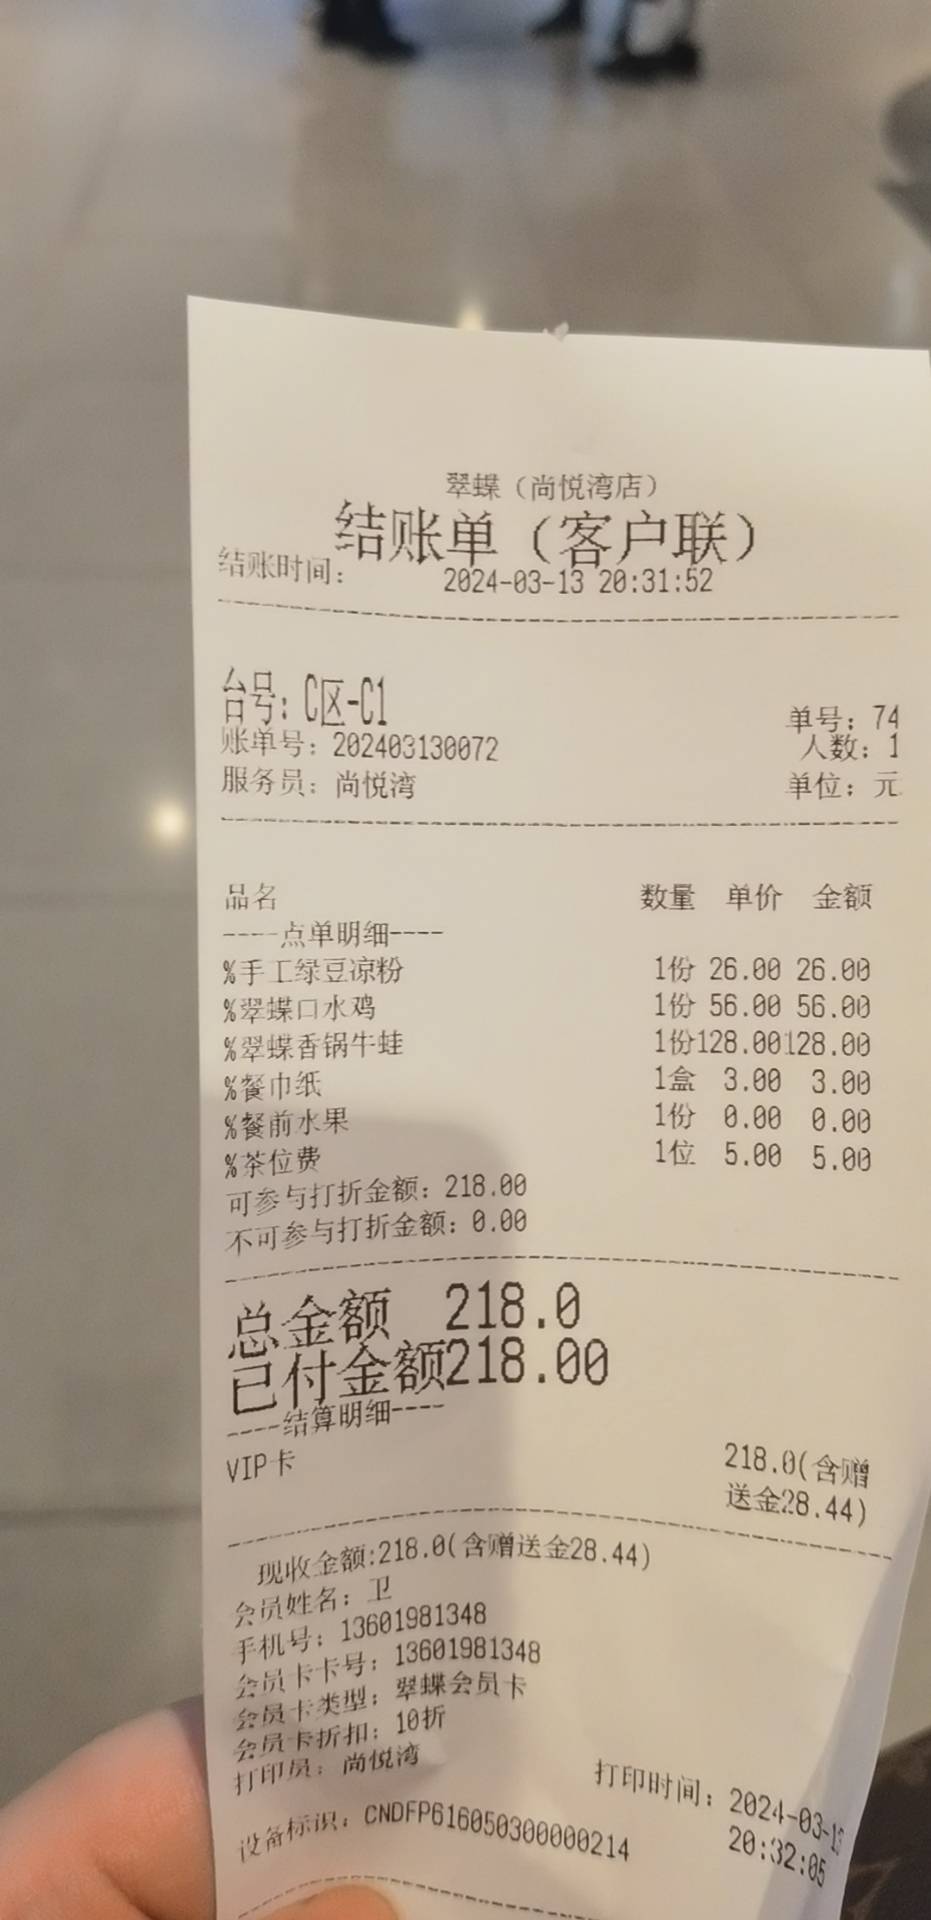 翠蝶（尚悦湾店）
结账单（客户联）
结账时间： 2024-03-13 20:31:52
台号：C区-C1
单号：74
账单号：202403130072 人数：1
服务员：尚悦湾 单位：元
品名 数量 单价 金额
----点单明细----
%手工绿豆凉粉 1份 26.00 26.00
%翠蝶口水鸡 1份 56.00 56.00
%翠蝶香锅牛蛙 1份128.00128.00
%餐巾纸 1盒 3.00 3.00
%餐前水果 1份 0.00 0.00
%茶位费 1位 5.00 5.00
可参与打折金额：218.00
不可参与打折金额：0.00
总金额 218.0
已付金额218.00
----结算明细----
VIP卡 218.0(含赠
送金28.44)
现收金额:218.0(含赠送金28.44)
会员姓名：卫
手机号：13601981348
会员卡卡号：13601981348
会员卡类型：翠蝶会员卡
会员卡折扣：10折
打印员：尚悦湾 打印时间：2024-03-13
20:32:05
设备标识：CNDFP616050300000214